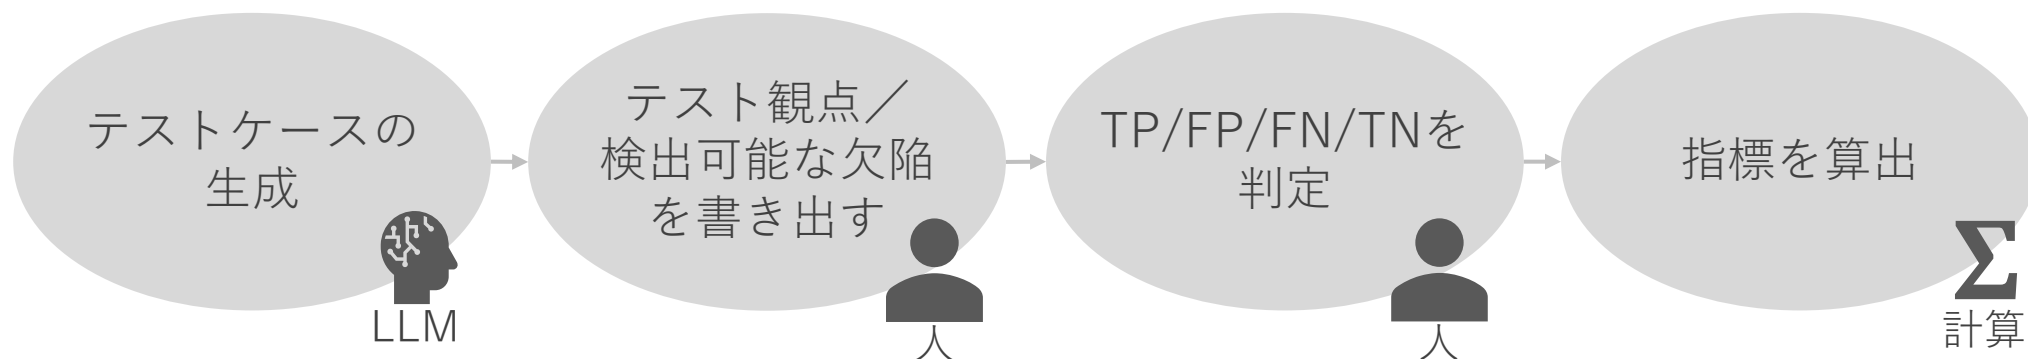 テストケースの
生成
LLM
テスト観点／
検出可能な欠陥
を書き出す
人
TP/FP/FN/TNを
判定
人
指標を算出
Σ
計算